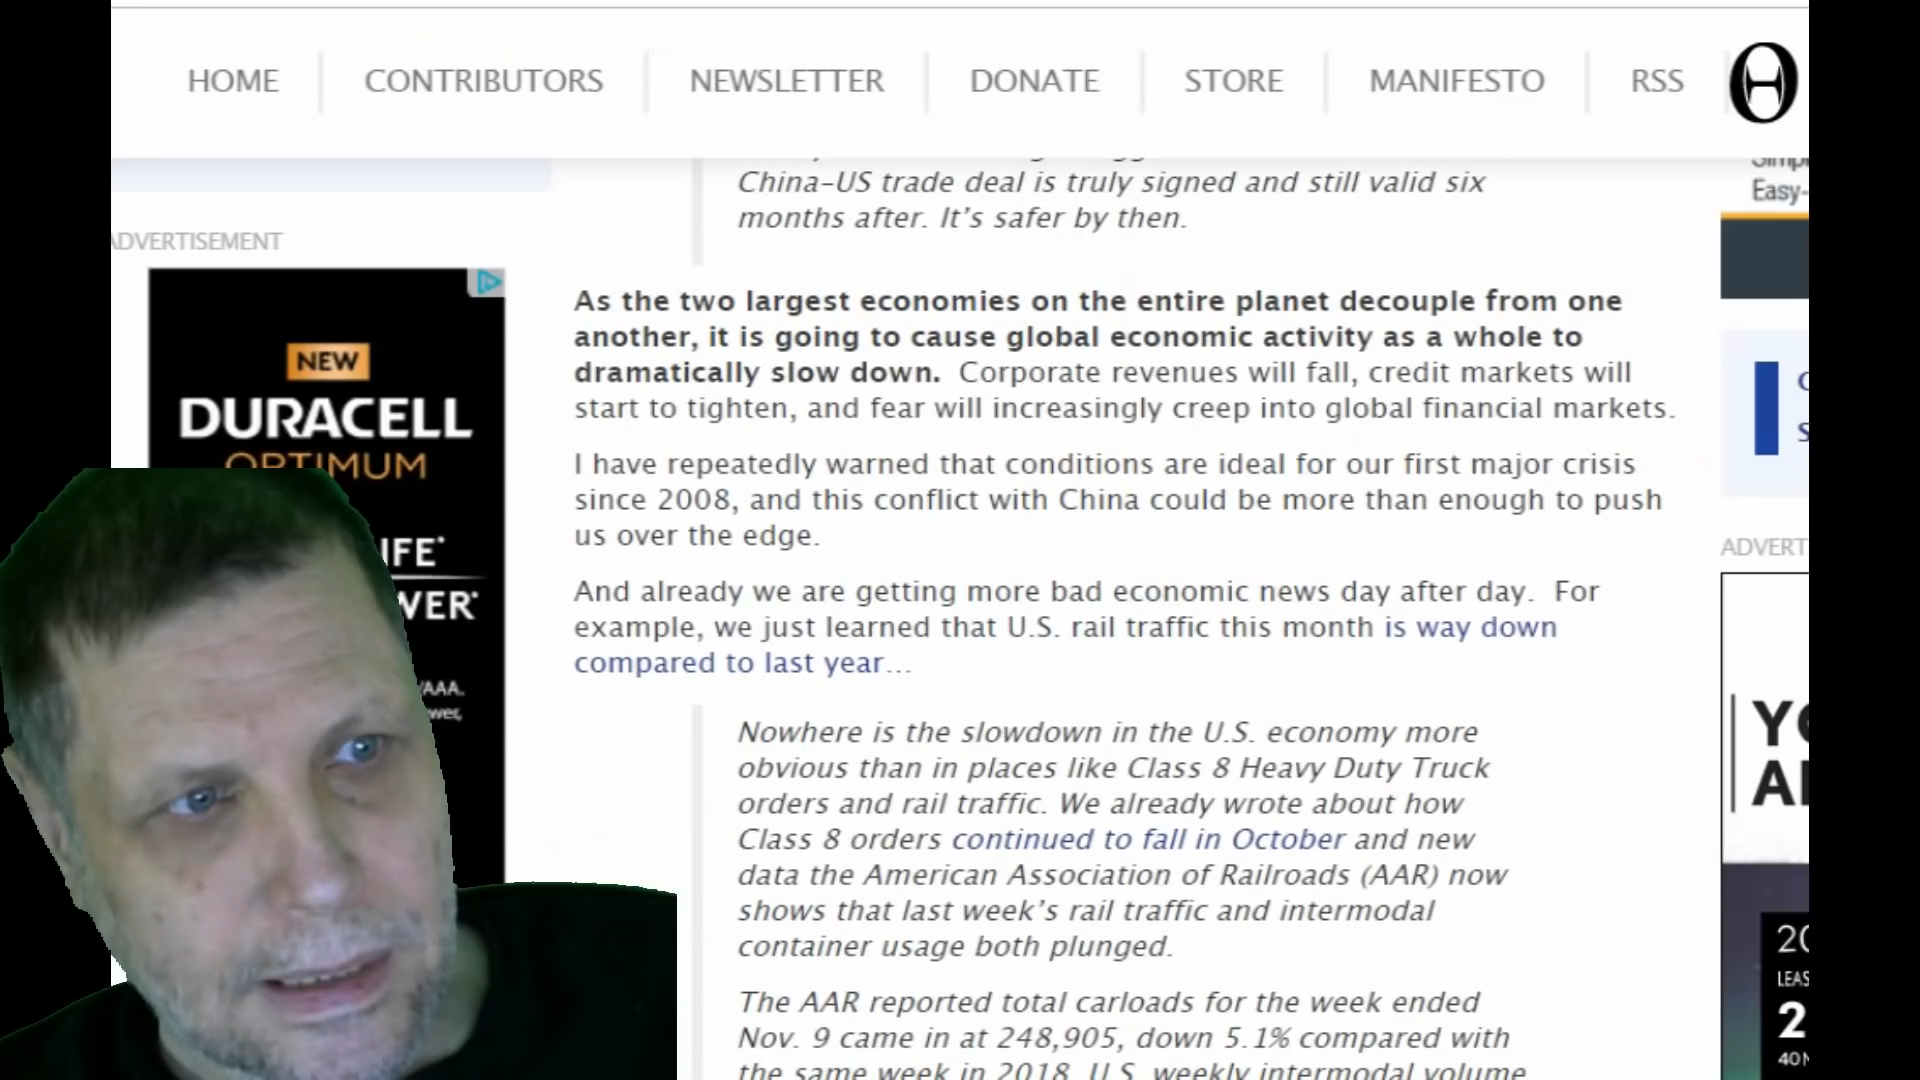 HOME
CONTRIBUTORS
NEWSLETTER
DONATE
STORE
MANIFESTO
RSS
China-US trade deal is truly signed and still valid six
months after. It's safer by then.
Easy-
ADVERTISEMENT
NEW
DURACELL
OPTIMUM
As the two largest economies on the entire planet decouple from one
another, it is going to cause global economic activity as a whole to
dramatically slow down. Corporate revenues will fall, credit markets will
start to tighten, and fear will increasingly creep into global financial markets.
I have repeatedly warned that conditions are ideal for our first major crisis
since 2008, and this conflict with China could be more than enough to push
us over the edge.
And already we are getting more bad economic news day after day. For
example, we just learned that U.S. rail traffic this month is way down
compared to last year...
Nowhere is the slowdown in the U.S. economy more
obvious than in places like Class 8 Heavy Duty Truck
orders and rail traffic. We already wrote about how
Class 8 orders continued to fall in October and new
data the American Association of Railroads (AAR) now
shows that last week's rail traffic and intermodal
container usage both plunged.
The AAR reported total carloads for the week ended
Nov. 9 came in at 248,905, down 5.1% compared with
the same week in 2018. U.S. weekly intermodal volume
AAA.
ADVERT